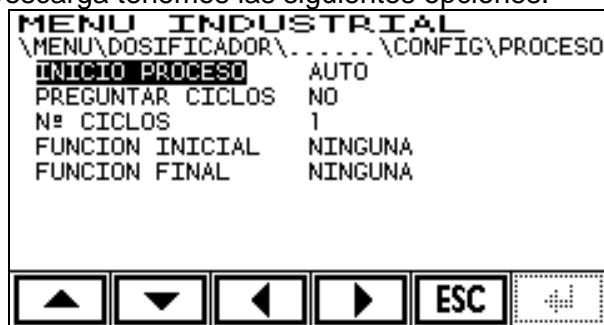 descarga tenemos las siguientes opciones:
MENU INDUSTRIAL
\MENU\DOSIFICADOR\......\CONFIG\PROCESO
INICIO PROCESO AUTO
PREGUNTAR CICLOS NO
Nº CICLOS 1
FUNCION INICIAL NINGUNA
FUNCION FINAL NINGUNA
ESC